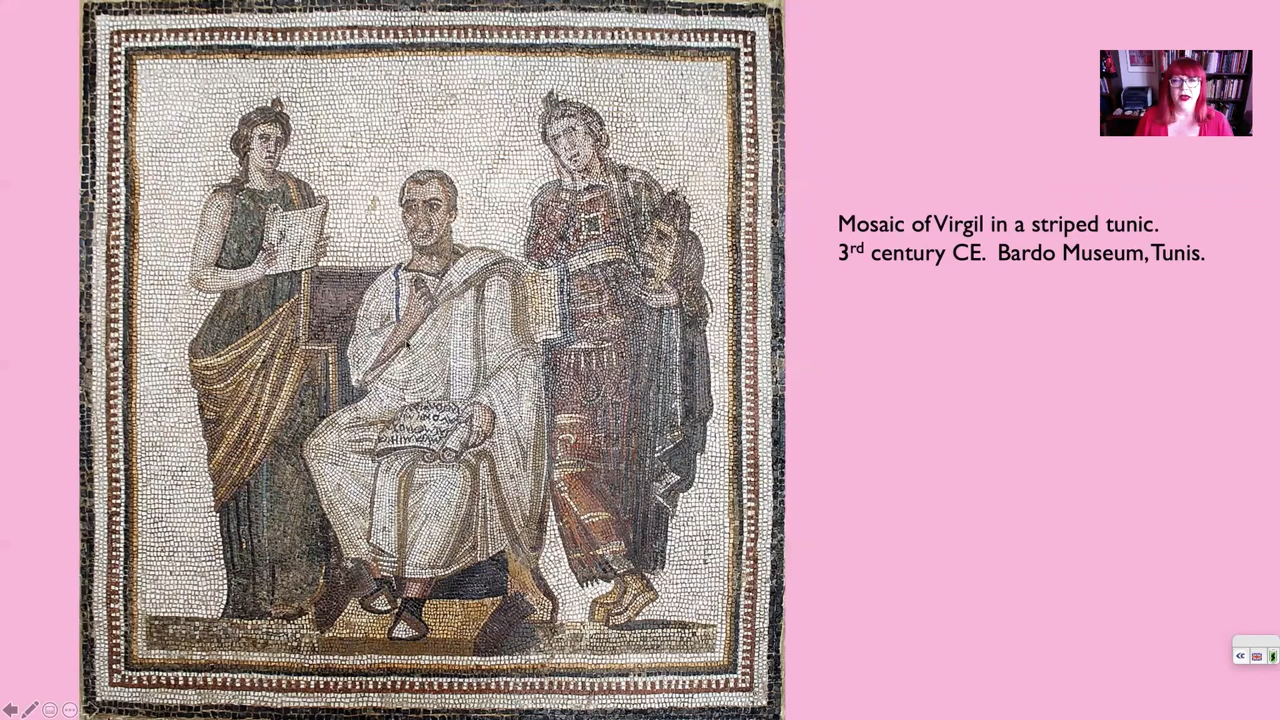 Mosaic of Virgil in a striped tunic.
3rd century CE.  Bardo Museum, Tunis.